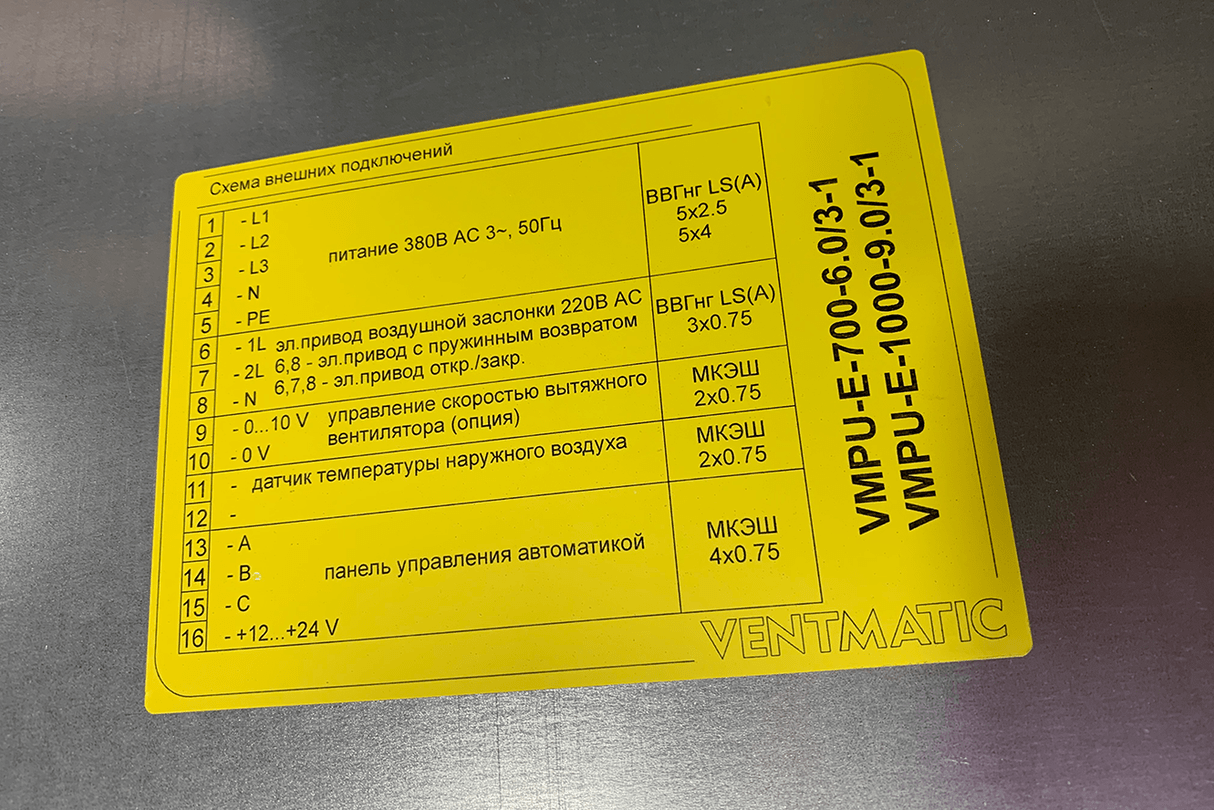 Схема внешних подключений
1 - L1
2 - L2
3 - L3
4 - N
5 - PE
питание 380В AC 3~, 50Гц
ВВГнг LS(A)
5x2.5
5x4
6 - 1L эл.привод воздушной заслонки 220В AC
7 - 2L 6,8 - эл.привод с пружинным возвратом
8 - N 6,7,8 - эл.привод откр./закр.
ВВГнг LS(A)
3x0.75
9 - 0...10 V управление скоростью вытяжного
10 - 0 V вентилятора (опция)
МКЭШ
2x0.75
11 - датчик температуры наружного воздуха
12 -
МКЭШ
2x0.75
13 - A
14 - B
15 - C
16 - +12...+24 V
панель управления автоматикой
МКЭШ
4x0.75
VMPU-E-700-6.0/3-1
VMPU-E-1000-9.0/3-1
VENTMATIC